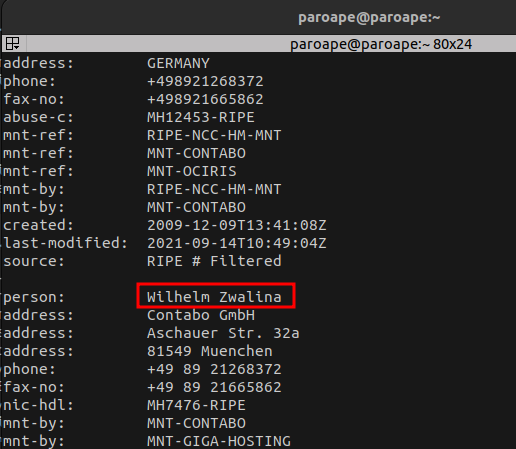 paroape@paroape:~
paroape@paroape:~ 80x24
address: GERMANY
phone: +498921268372
fax-no: +498921665862
abuse-c: MH12453-RIPE
mnt-ref: RIPE-NCC-HM-MNT
mnt-ref: MNT-CONTABO
mnt-ref: MNT-OCIRIS
mnt-by: RIPE-NCC-HM-MNT
mnt-by: MNT-CONTABO
created: 2009-12-09T13:41:08Z
last-modified: 2021-09-14T10:49:04Z
source: RIPE # Filtered
person: Wilhelm Zwalina
address: Contabo GmbH
address: Aschauer Str. 32a
address: 81549 Muenchen
phone: +49 89 21268372
fax-no: +49 89 21665862
nic-hdl: MH7476-RIPE
mnt-by: MNT-CONTABO
mnt-by: MNT-GIGA-HOSTING